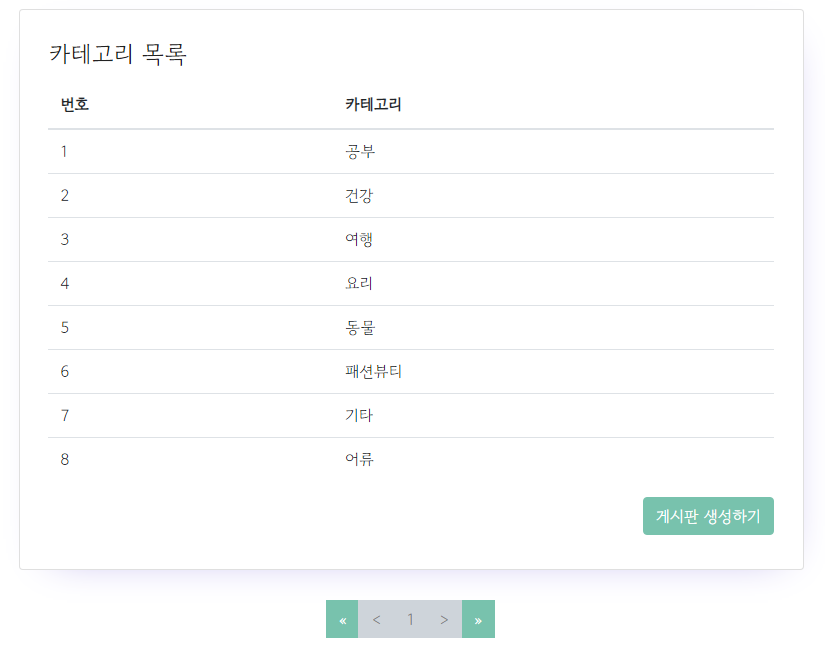 카테고리 목록
번호 카테고리
1 공부
2 건강
3 여행
4 요리
5 동물
6 패션뷰티
7 기타
8 어류
게시판 생성하기
« < 1 > »